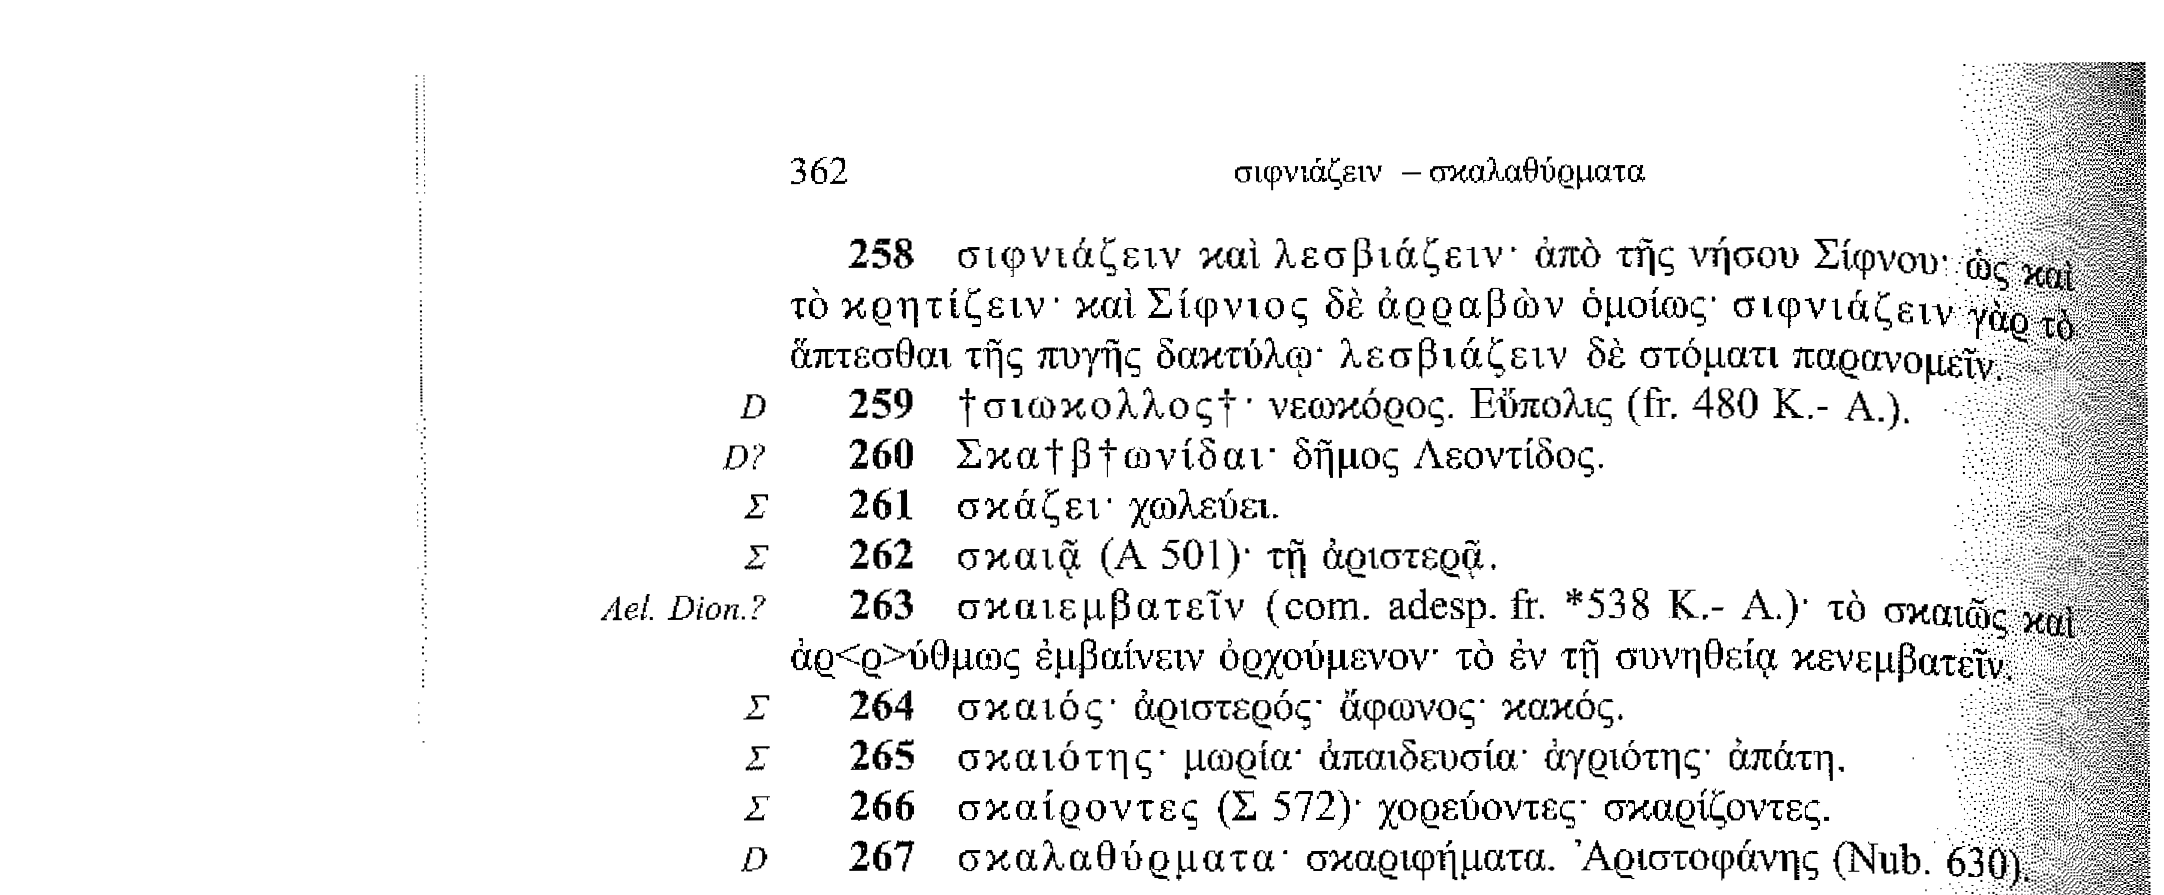 362 σιφνιάζειν – σκαλαθύρματα
258 σιφνιάζειν καὶ λεσβιάζειν· ἀπὸ τῆς νήσου Σίφνου· ὡς καὶ
τὸ κρητίζειν· καὶ Σίφνιος δὲ ἀρραβὼν ὁμοίως· σιφνιάζειν γὰρ τὸ
ἅπτεσθαι τῆς πυγῆς δακτύλῳ· λεσβιάζειν δὲ στόματι παρανομεῖν.
D 259 †σιωκολλος†· νεωκόρος. Εὔπολις (fr. 480 K.- A.).
D? 260 Σκα†β†ωνίδαι· δῆμος Λεοντίδος.
Σ 261 σκάζει· χωλεύει.
Σ 262 σκαιᾷ (Α 501)· τῇ ἀριστερᾷ.
Ael. Dion.? 263 σκαιεμβατεῖν (com. adesp. fr. *538 K.- A.)· τὸ σκαιῶς καὶ
ἀρ<ρ>ύθμως ἐμβαίνειν ὀρχούμενον· τὸ ἐν τῇ συνηθείᾳ κενεμβατεῖν.
Σ 264 σκαιός· ἀριστερός· ἄφωνος· κακός.
Σ 265 σκαιότης· μωρία· ἀπαιδευσία· ἀγριότης· ἀπάτη.
Σ 266 σκαίροντες (Σ 572)· χορεύοντες· σκαρίζοντες.
D 267 σκαλαθύρματα· σκαριφήματα. Ἀριστοφάνης (Nub. 630).